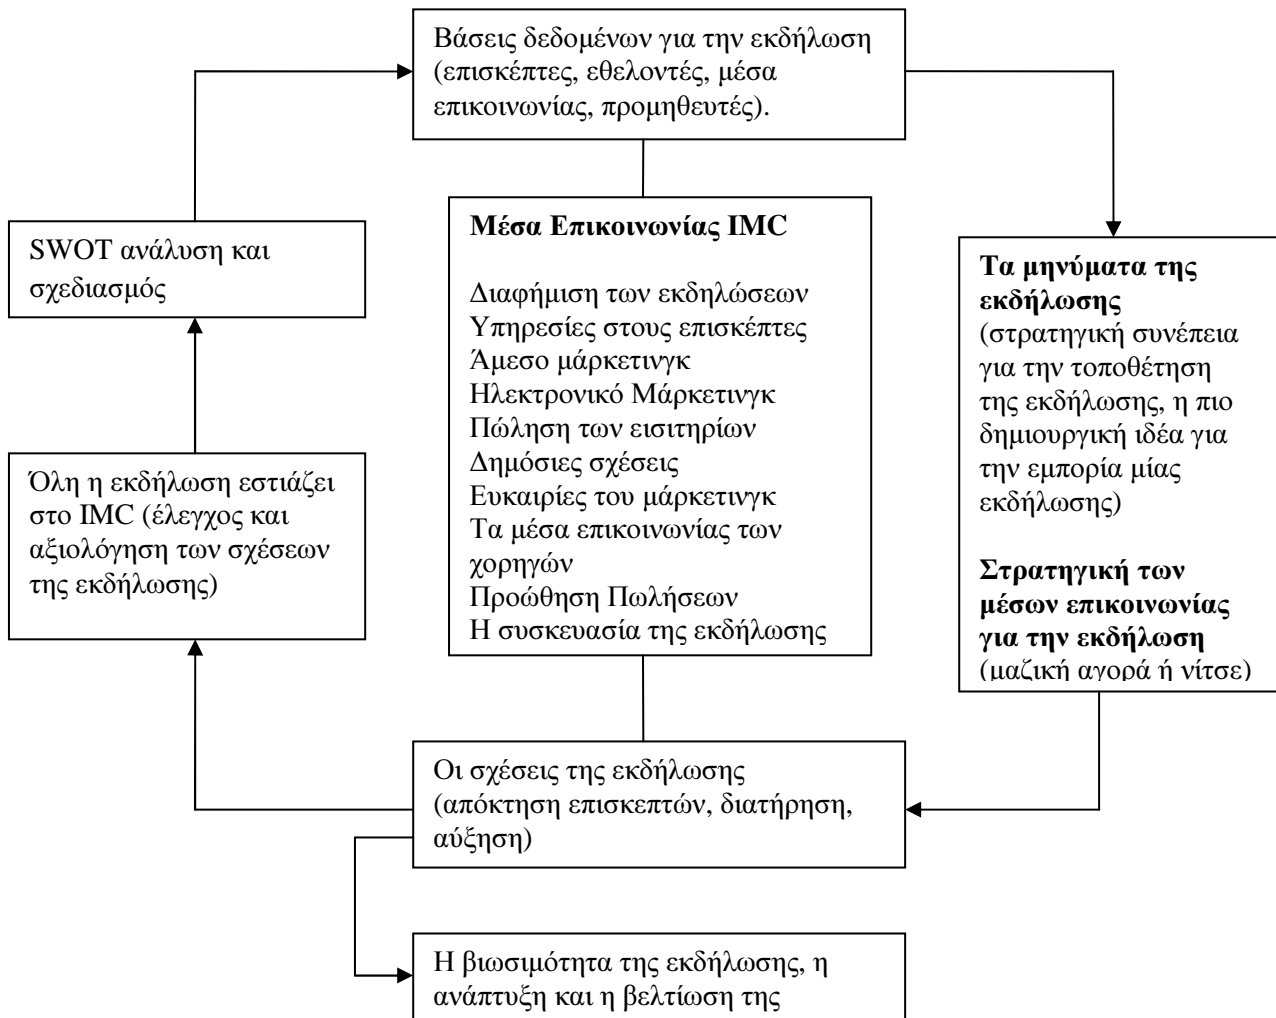 Βάσεις δεδομένων για την εκδήλωση
(επισκέπτες, εθελοντές, μέσα
επικοινωνίας, προμηθευτές).
SWOT ανάλυση και
σχεδιασμός
Μέσα Επικοινωνίας IMC
Διαφήμιση των εκδηλώσεων
Υπηρεσίες στους επισκέπτες
Άμεσο μάρκετινγκ
Ηλεκτρονικό Μάρκετινγκ
Πώληση των εισιτηρίων
Δημόσιες σχέσεις
Ευκαιρίες του μάρκετινγκ
Τα μέσα επικοινωνίας των
χορηγών
Προώθηση Πωλήσεων
Η συσκευασία της εκδήλωσης
Τα μηνύματα της
εκδήλωσης
(στρατηγική συνέπεια
για την τοποθέτηση
της εκδήλωσης, η πιο
δημιουργική ιδέα για
την εμπορία μίας
εκδήλωσης)
Στρατηγική των
μέσων επικοινωνίας
για την εκδήλωση
(μαζική αγορά ή νίτσε)
Όλη η εκδήλωση εστιάζει
στο IMC (έλεγχος και
αξιολόγηση των σχέσεων
της εκδήλωσης)
Οι σχέσεις της εκδήλωσης
(απόκτηση επισκεπτών, διατήρηση,
αύξηση)
Η βιωσιμότητα της εκδήλωσης, η
ανάπτυξη και η βελτίωση της